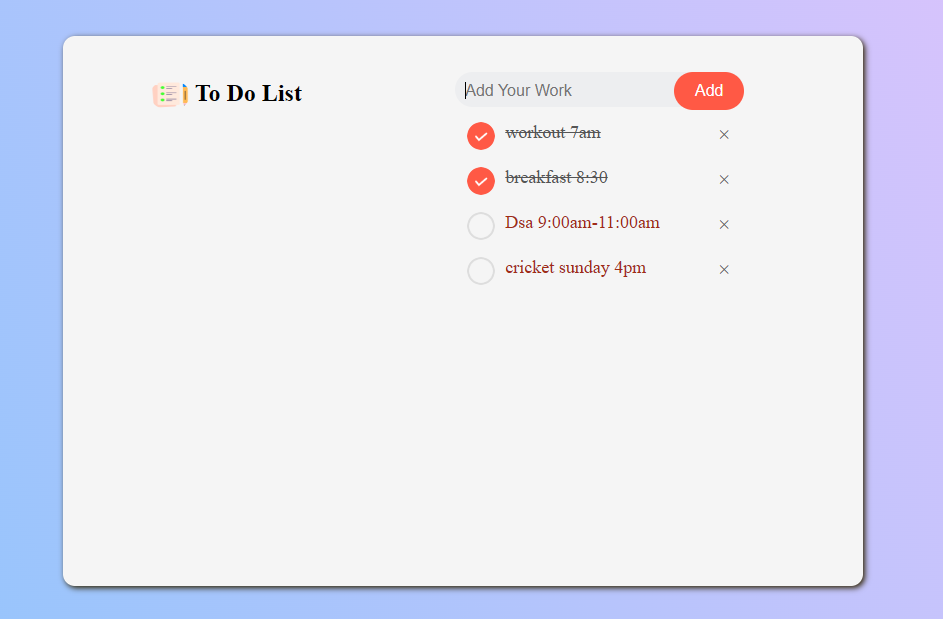 To Do List
Add Your Work
Add
workout 7am
breakfast 8:30
Dsa 9:00am-11:00am
cricket sunday 4pm